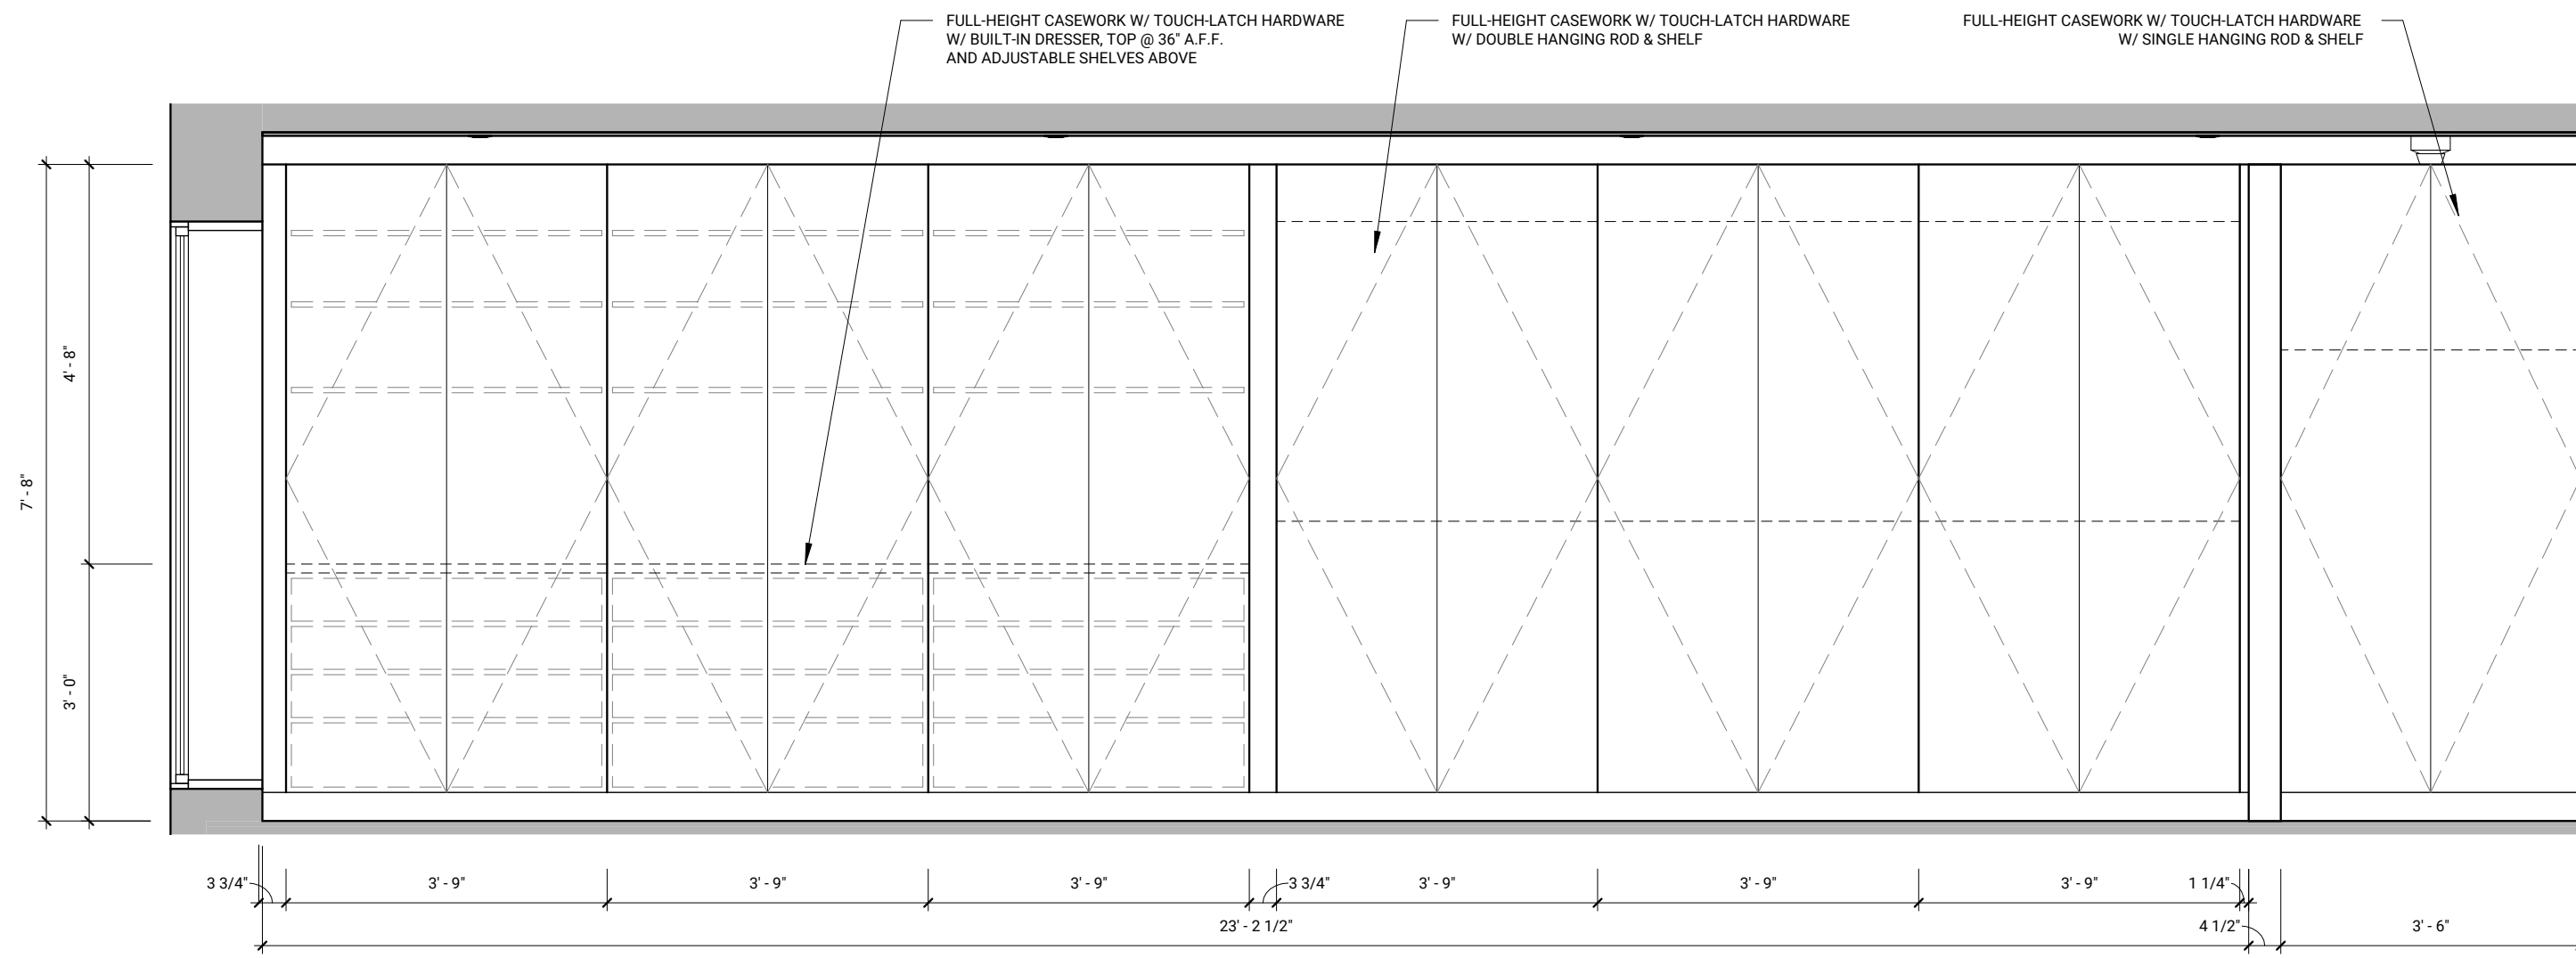 FULL-HEIGHT CASEWORK W/ TOUCH-LATCH HARDWARE
W/ BUILT-IN DRESSER, TOP @ 36" A.F.F.
AND ADJUSTABLE SHELVES ABOVE
FULL-HEIGHT CASEWORK W/ TOUCH-LATCH HARDWARE
W/ DOUBLE HANGING ROD & SHELF
FULL-HEIGHT CASEWORK W/ TOUCH-LATCH HARDWARE
W/ SINGLE HANGING ROD & SHELF
4' - 8"
7' - 8"
3' - 0"
3 3/4"
3' - 9"
3' - 9"
3' - 9"
3 3/4"
3' - 9"
3' - 9"
3' - 9"
1 1/4"
23' - 2 1/2"
4 1/2"
3' - 6"